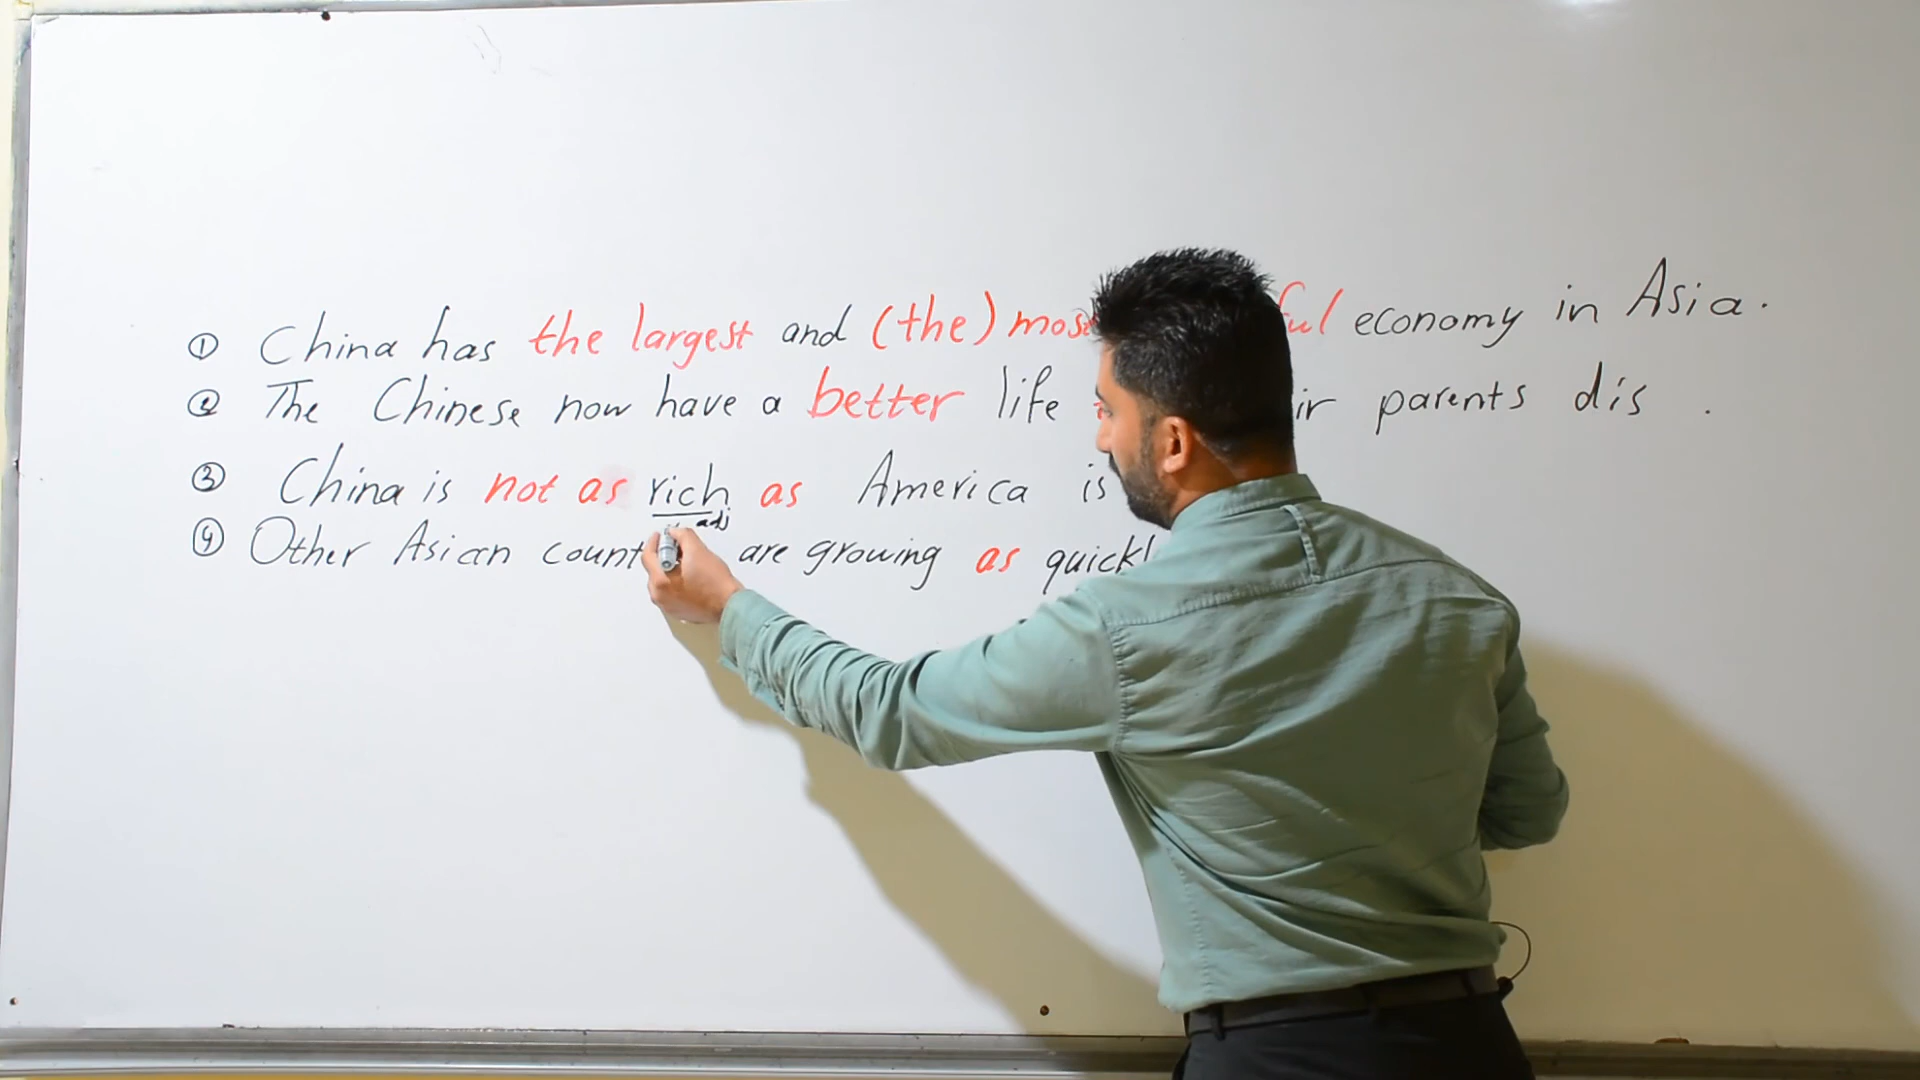 ① China has the largest and (the) most ful economy in Asia.
② The Chinese now have a better life ir parents dis .
③ China is not as rich as America is
adj
④ Other Asian count are growing as quickl